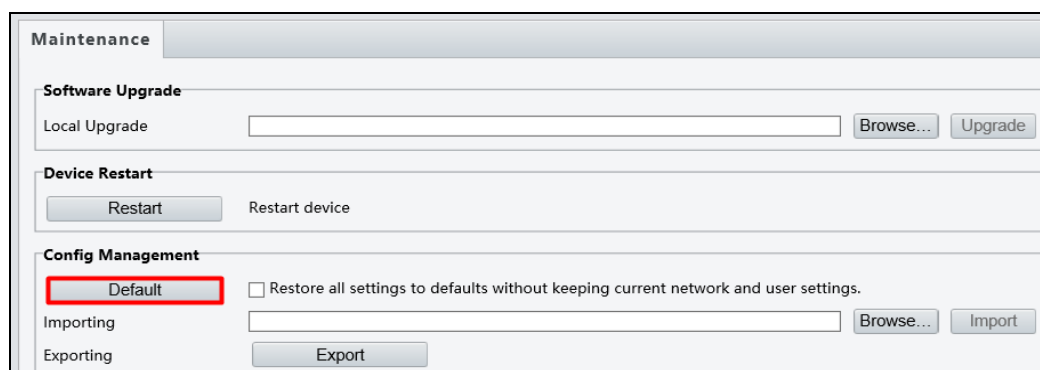 Maintenance
Software Upgrade
Local Upgrade Browse... Upgrade
Device Restart
Restart Restart device
Config Management
Default Restore all settings to defaults without keeping current network and user settings.
Importing Browse... Import
Exporting Export